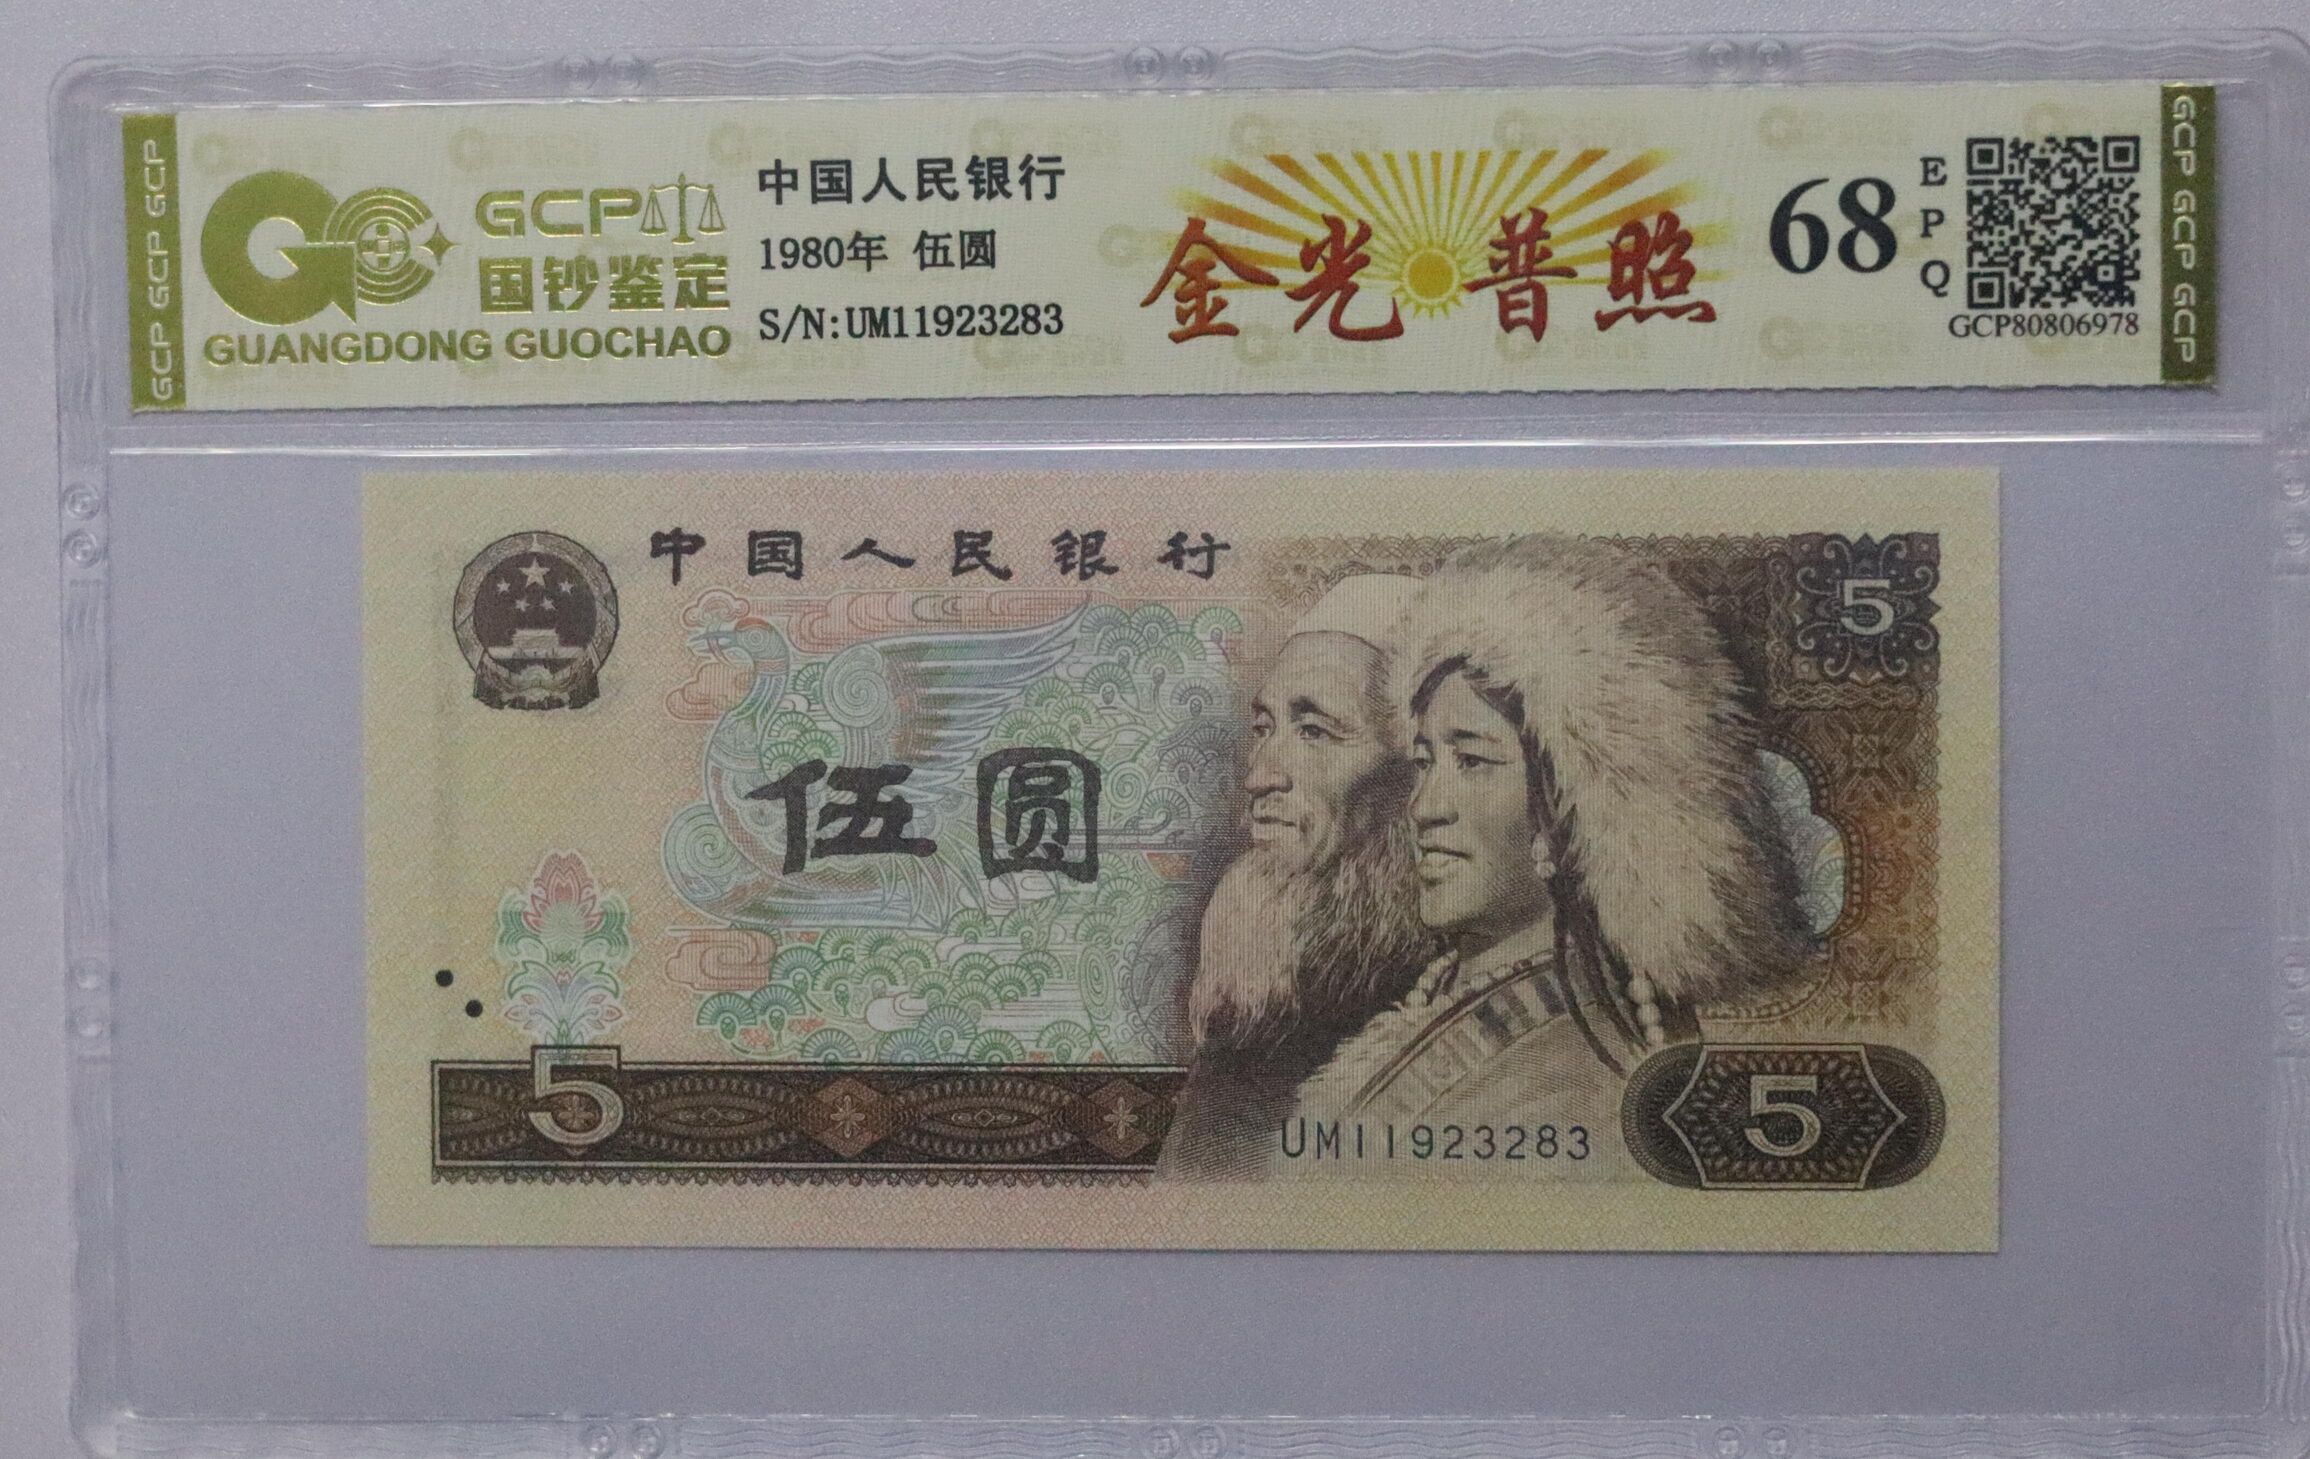 GCP GCP GCP
GCP
国钞鉴定
GUANGDONG GUOCHAO
中国人民银行
1980年 伍圆
S/N:UM11923283
金光普照
68
E
P
Q
GCP80806978
GCP GCP GCP
中国人民银行
5
伍圆
5
UM11923283
5